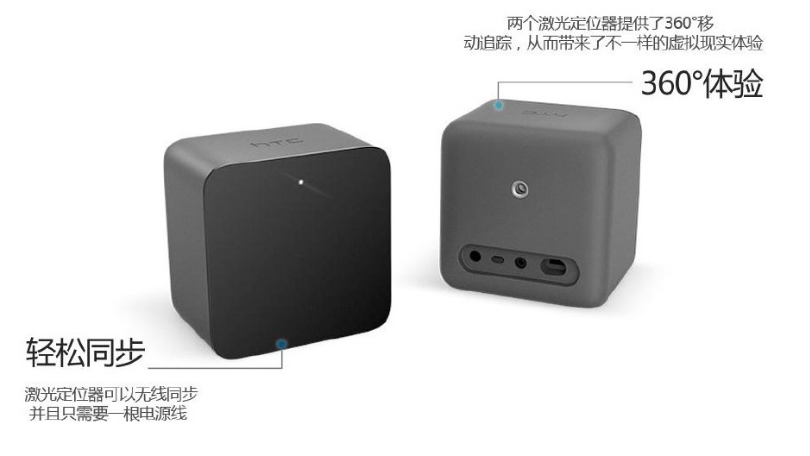 两个激光定位器提供了360°移
动追踪，从而带来了不一样的虚拟现实体验
360°体验
hTC
hTC
轻松同步
激光定位器可以无线同步
并且只需要一根电源线